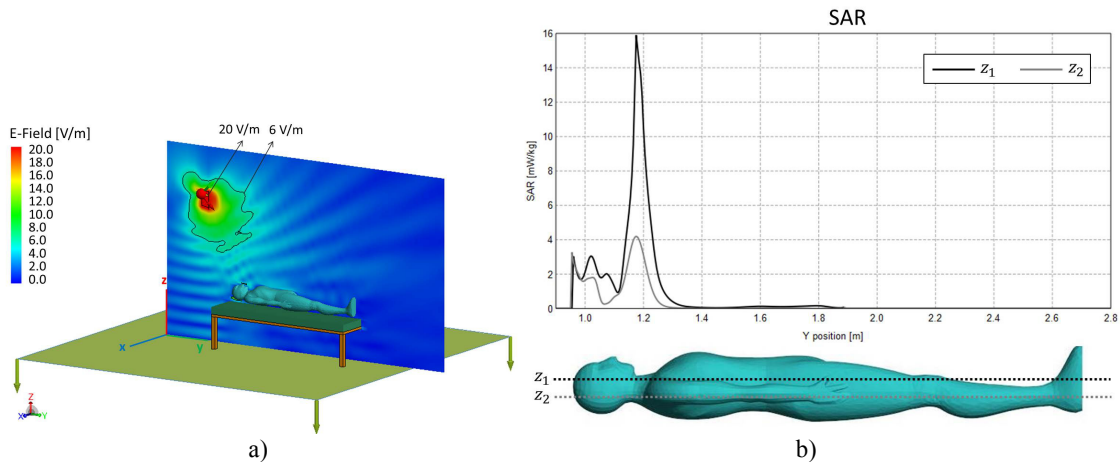 E-Field [V/m]
20.0
18.0
16.0
14.0
12.0
10.0
8.0
6.0
4.0
2.0
0.0
20 V/m
6 V/m
z
x
y
Z
X
Y
a)
SAR
z₁
z₂
SAR [mW/kg]
16
14
12
10
8
6
4
2
0
1.0
1.2
1.4
1.6
1.8
2.0
2.2
2.4
2.6
2.8
Y position [m]
z₁
z₂
b)